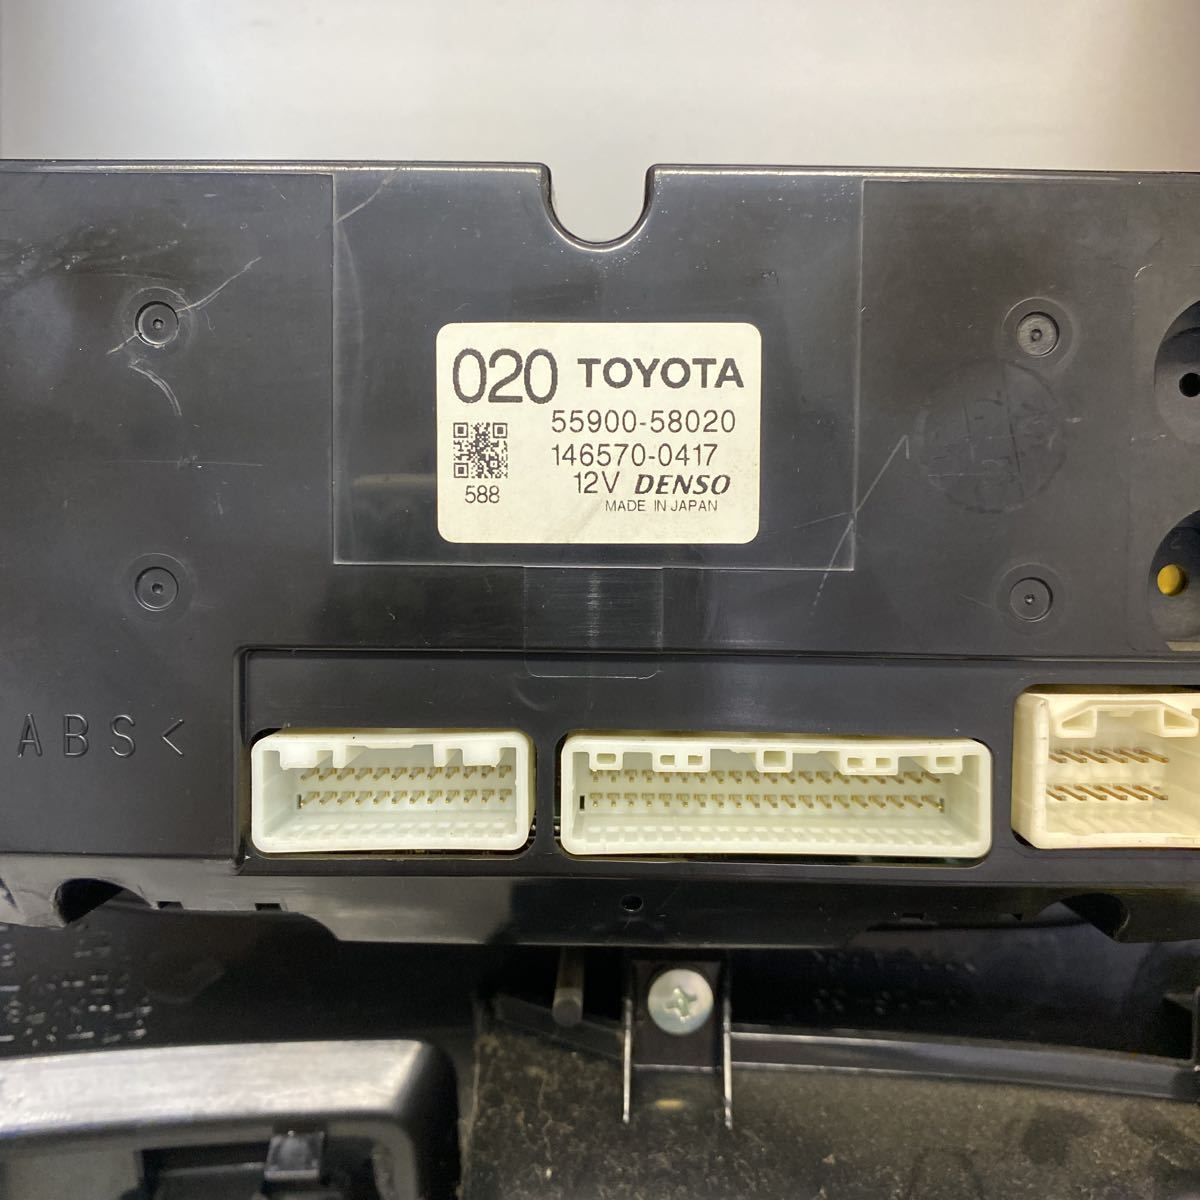 020 TOYOTA
55900-58020
146570-0417
588
12V DENSO
MADE IN JAPAN
ABS<